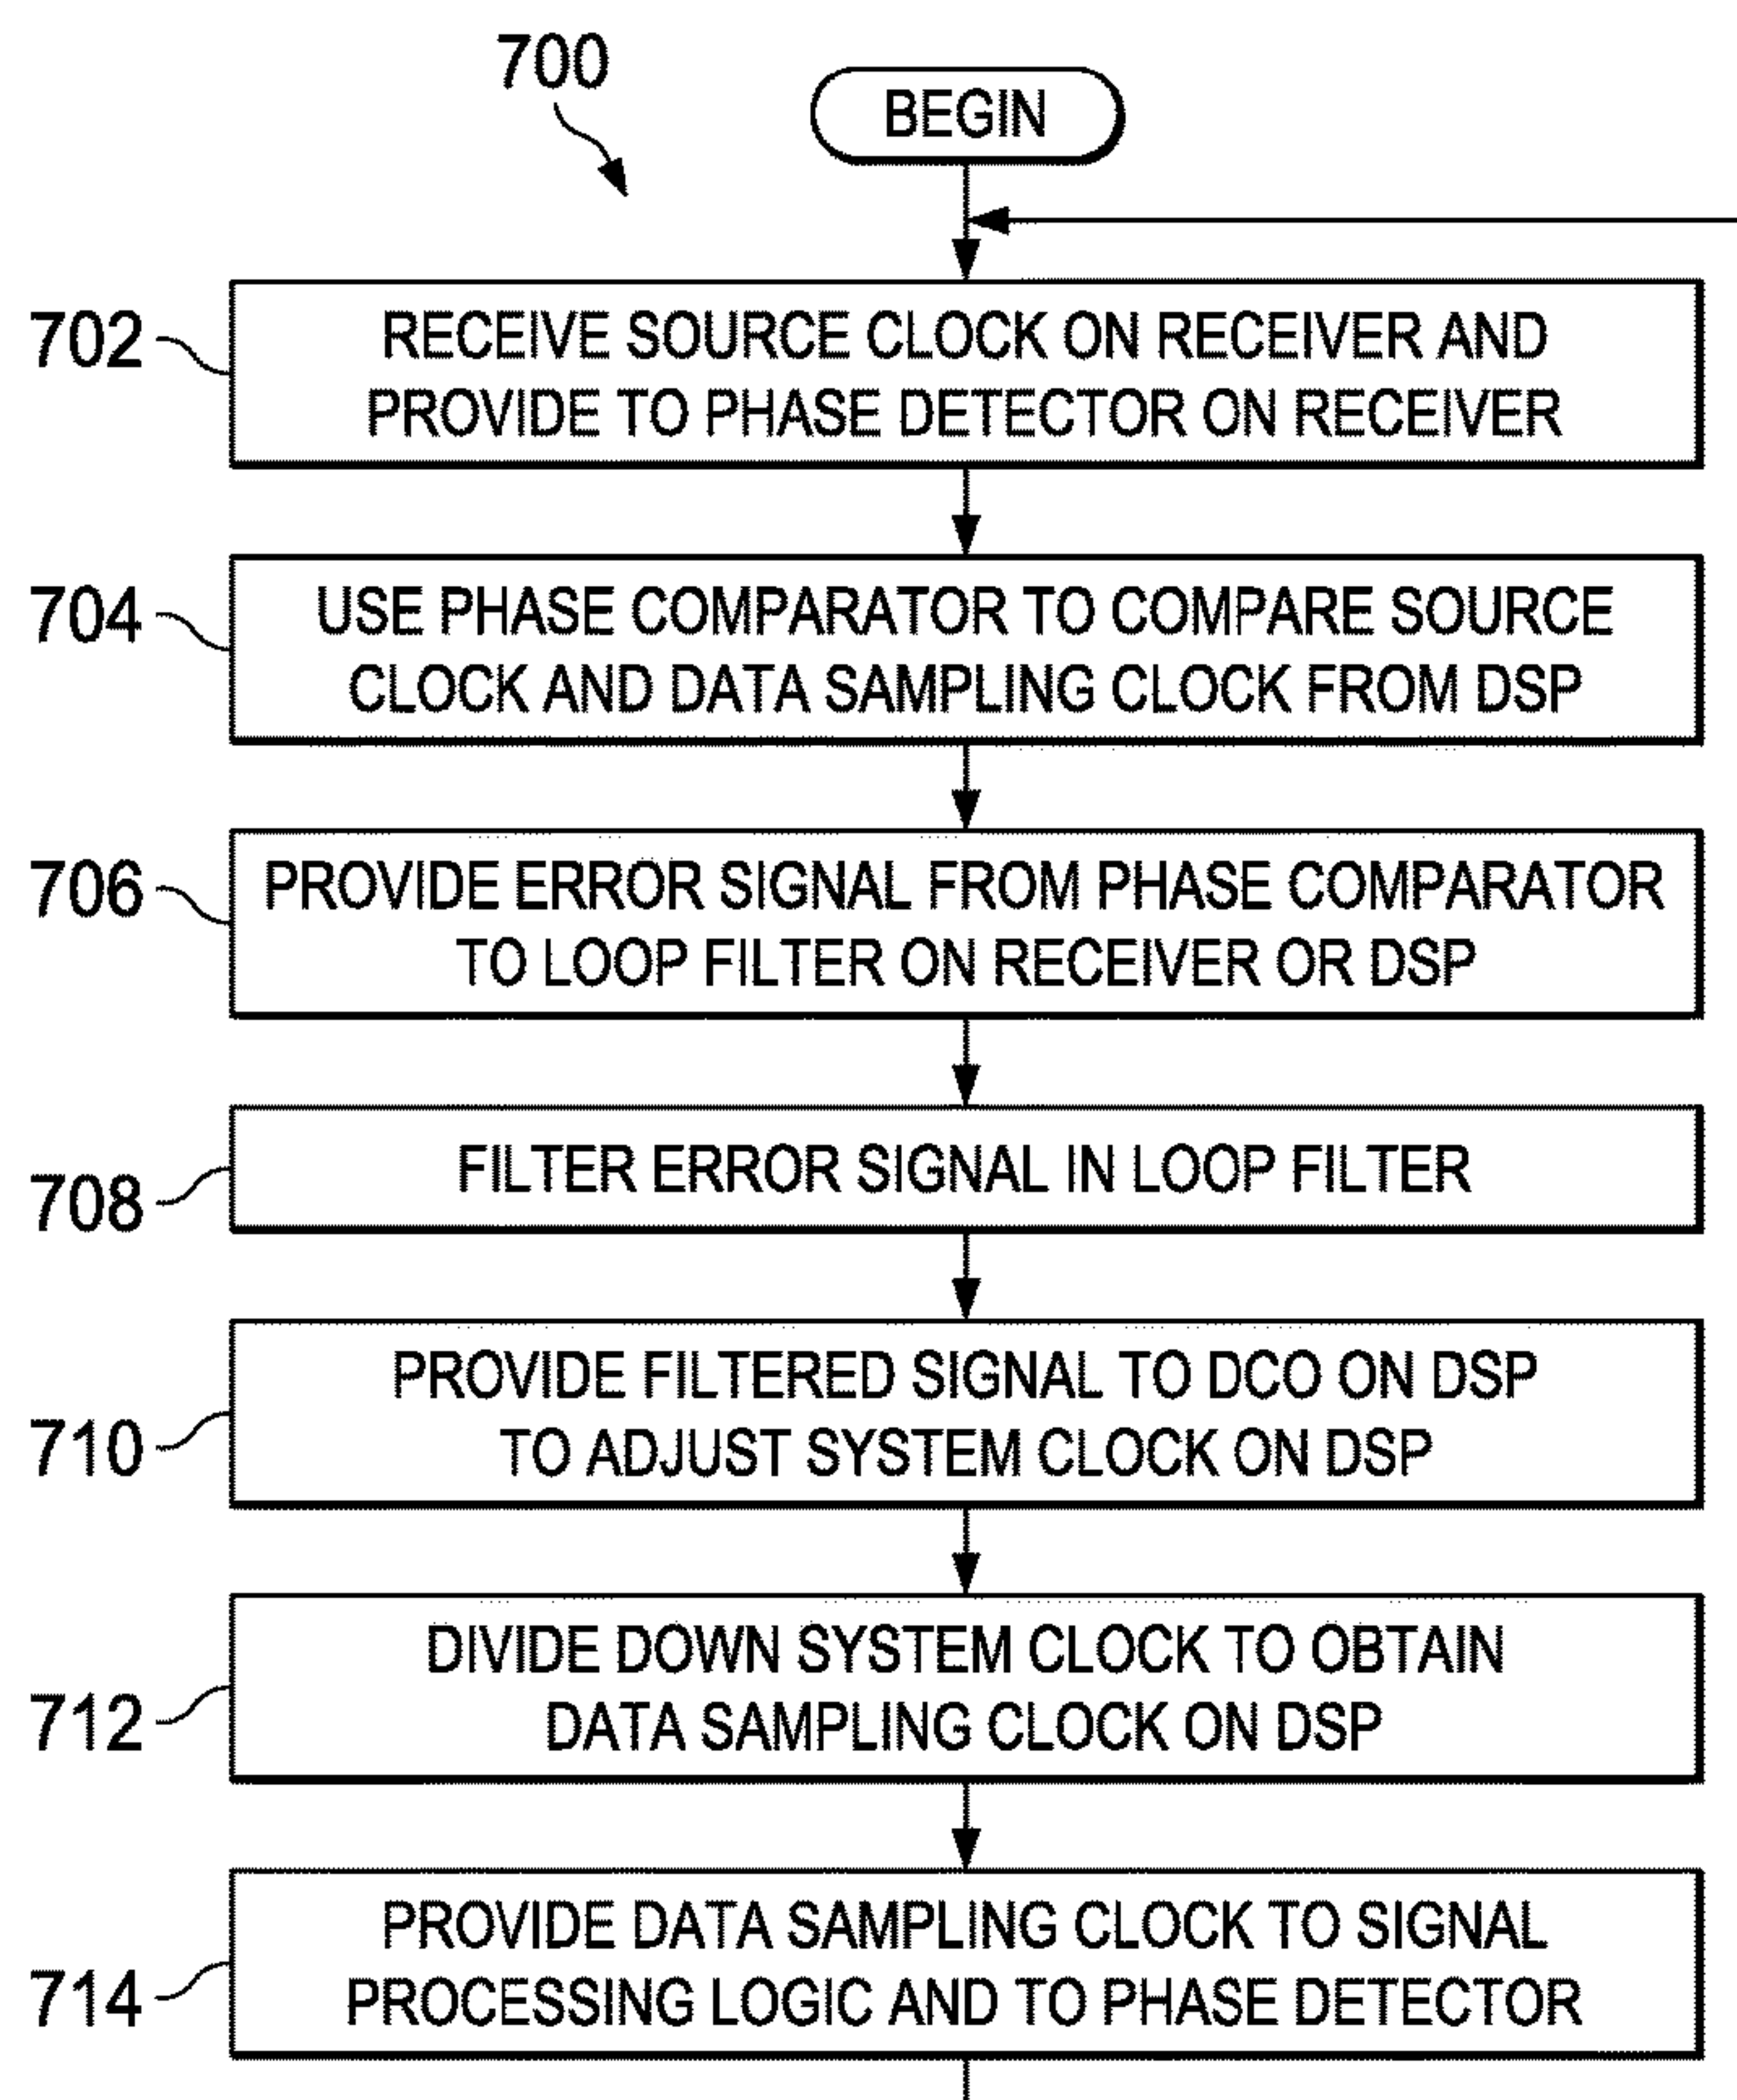 700
BEGIN
702
RECEIVE SOURCE CLOCK ON RECEIVER AND
PROVIDE TO PHASE DETECTOR ON RECEIVER
704
USE PHASE COMPARATOR TO COMPARE SOURCE
CLOCK AND DATA SAMPLING CLOCK FROM DSP
706
PROVIDE ERROR SIGNAL FROM PHASE COMPARATOR
TO LOOP FILTER ON RECEIVER OR DSP
708
FILTER ERROR SIGNAL IN LOOP FILTER
710
PROVIDE FILTERED SIGNAL TO DCO ON DSP
TO ADJUST SYSTEM CLOCK ON DSP
712
DIVIDE DOWN SYSTEM CLOCK TO OBTAIN
DATA SAMPLING CLOCK ON DSP
714
PROVIDE DATA SAMPLING CLOCK TO SIGNAL
PROCESSING LOGIC AND TO PHASE DETECTOR